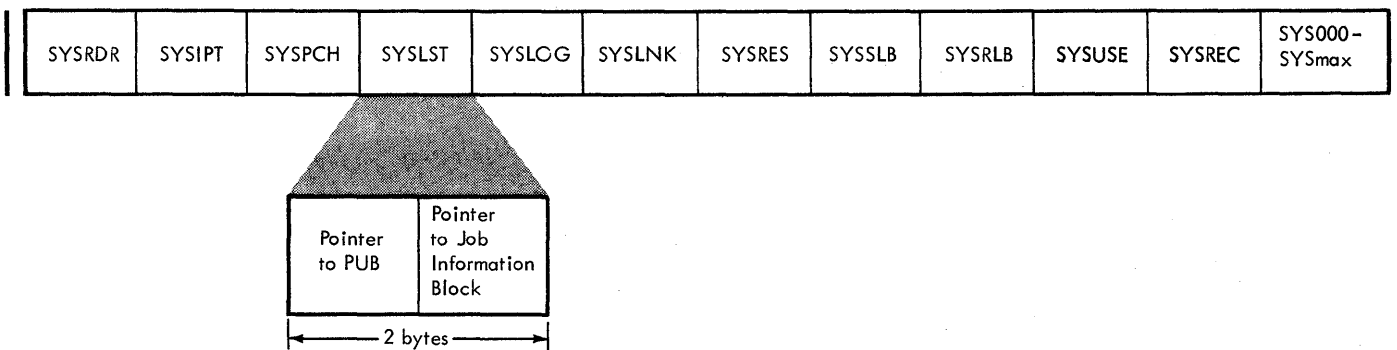 SYSRDR SYSIPT SYSPCH SYSLST SYSLOG SYSLNK SYSRES SYSSLB SYSRLB SYSUSE SYSREC SYS000-
SYSmax
Pointer
to PUB
Pointer
to Job
Information
Block
2 bytes